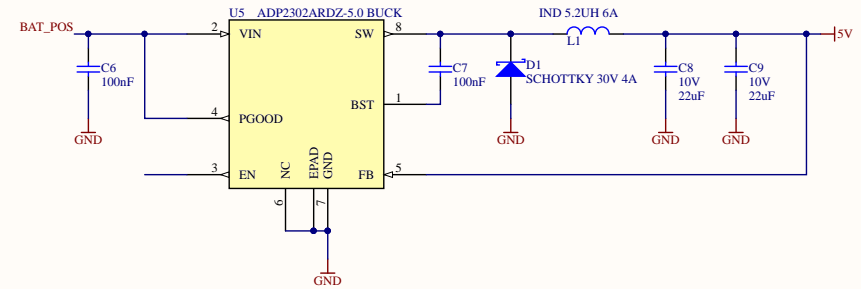 U5 ADP2302ARDZ-5.0 BUCK
IND 5.2UH 6A
BAT_POS
2
VIN
SW
8
L1
5V
C6
100nF
C7
100nF
D1
SCHOTTKY 30V 4A
C8
10V
22uF
C9
10V
22uF
BST
1
4
PGOOD
GND
GND
GND
GND
3
EN
NC
EPAD
GND
FB
5
6
7
GND